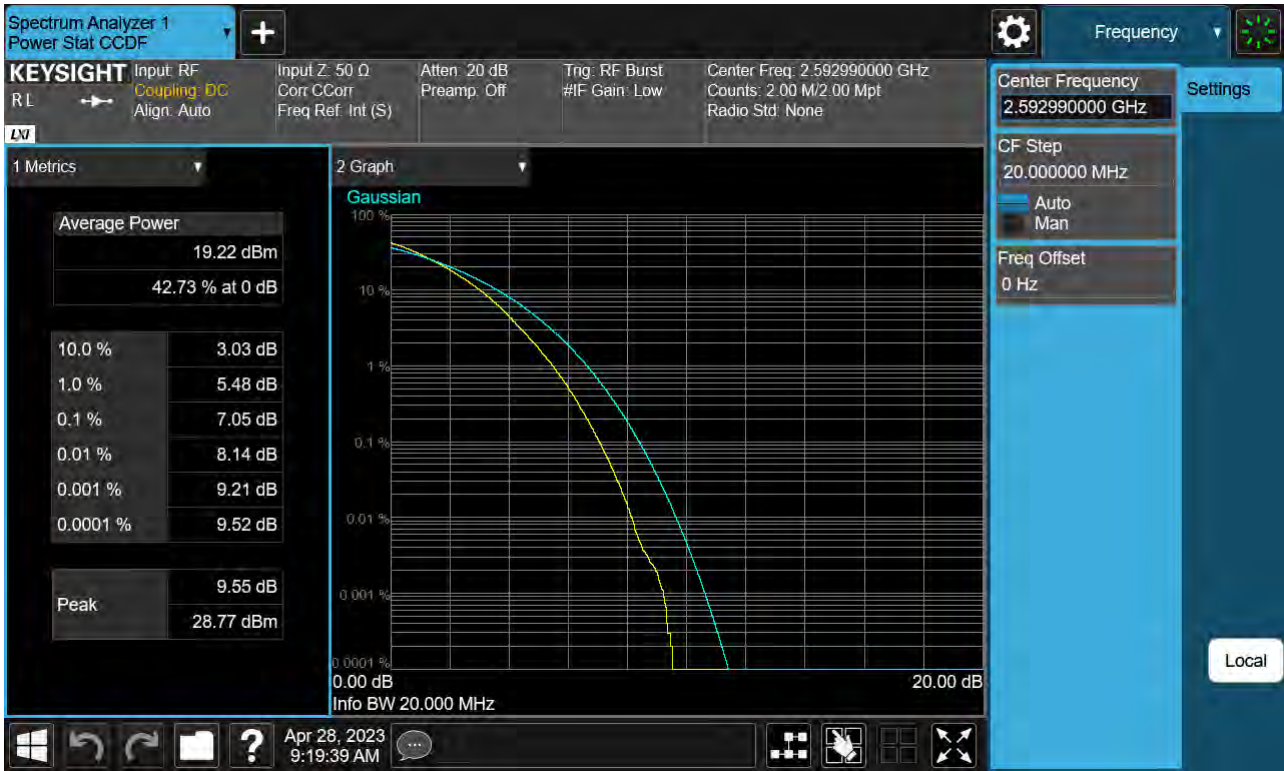 Spectrum Analyzer 1
Power Stat CCDF
Frequency
KEYSIGHT
RL
LXI
Input: RF
Coupling: DC
Align: Auto
Input Z: 50 Ω
Corr CCorr
Freq Ref: Int (S)
Atten: 20 dB
Preamp: Off
Trig: RF Burst
#IF Gain: Low
Center Freq: 2.592990000 GHz
Counts: 2.00 M/2.00 Mpt
Radio Std: None
Center Frequency
2.592990000 GHz
Settings
CF Step
20.000000 MHz
Auto
Man
Freq Offset
0 Hz
Local
1 Metrics
Average Power
19.22 dBm
42.73 % at 0 dB
10.0 % 3.03 dB
1.0 % 5.48 dB
0.1 % 7.05 dB
0.01 % 8.14 dB
0.001 % 9.21 dB
0.0001 % 9.52 dB
Peak
9.55 dB
28.77 dBm
2 Graph
Gaussian
100 %
10 %
1 %
0.1 %
0.01 %
0.001 %
0.0001 %
0.00 dB 20.00 dB
Info BW 20.000 MHz
?
Apr 28, 2023
9:19:39 AM